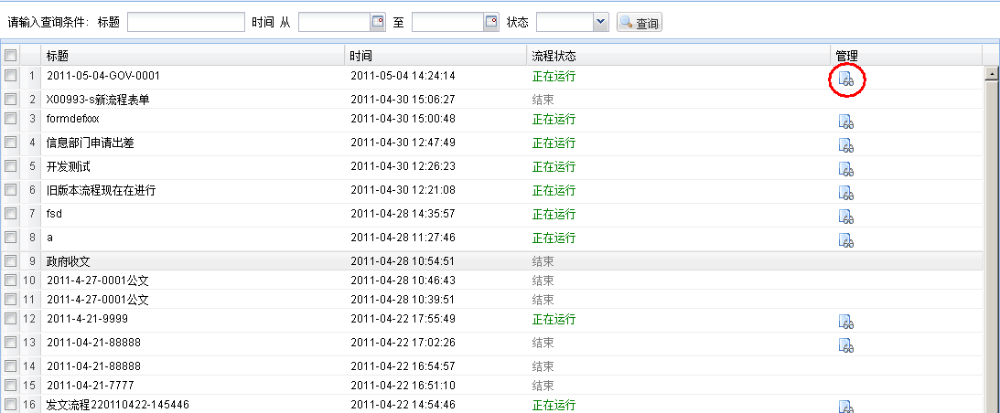 请输入查询条件: 标题 时间 从 至 状态 查询
标题 时间 流程状态 管理
1 2011-05-04-GOV-0001 2011-05-04 14:24:14 正在运行
2 X00993-s新流程表单 2011-04-30 15:06:27 结束
3 formdefxxx 2011-04-30 15:00:48 正在运行
4 信息部门申请出差 2011-04-30 12:47:49 正在运行
5 开发测试 2011-04-30 12:26:23 正在运行
6 旧版本流程现在在进行 2011-04-30 12:21:08 正在运行
7 fsd 2011-04-28 14:35:57 正在运行
8 a 2011-04-28 11:27:46 正在运行
9 政府收文 2011-04-28 10:54:51 结束
10 2011-4-27-0001公文 2011-04-28 10:46:43 结束
11 2011-4-27-0001公文 2011-04-28 10:39:51 结束
12 2011-4-21-9999 2011-04-22 17:55:49 正在运行
13 2011-04-21-88888 2011-04-22 17:02:26 结束
14 2011-04-21-88888 2011-04-22 16:54:57 结束
15 2011-04-21-7777 2011-04-22 16:51:10 结束
16 发文流程220110422-145446 2011-04-22 14:54:46 正在运行